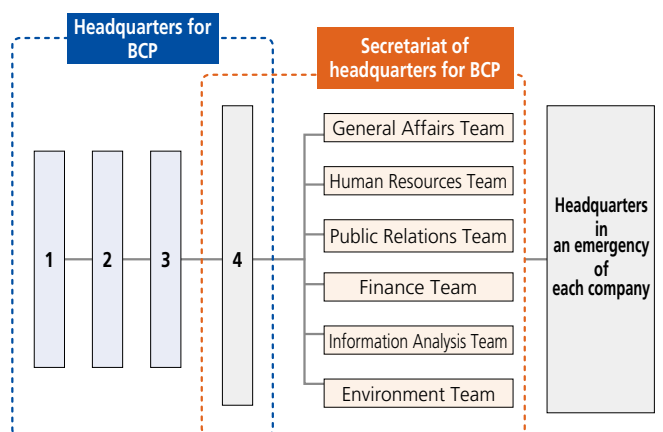 Headquarters for
BCP
Secretariat of
headquarters for BCP
1
2
3
4
General Affairs Team
Human Resources Team
Public Relations Team
Finance Team
Information Analysis Team
Environment Team
Headquarters
in
an emergency
of
each company